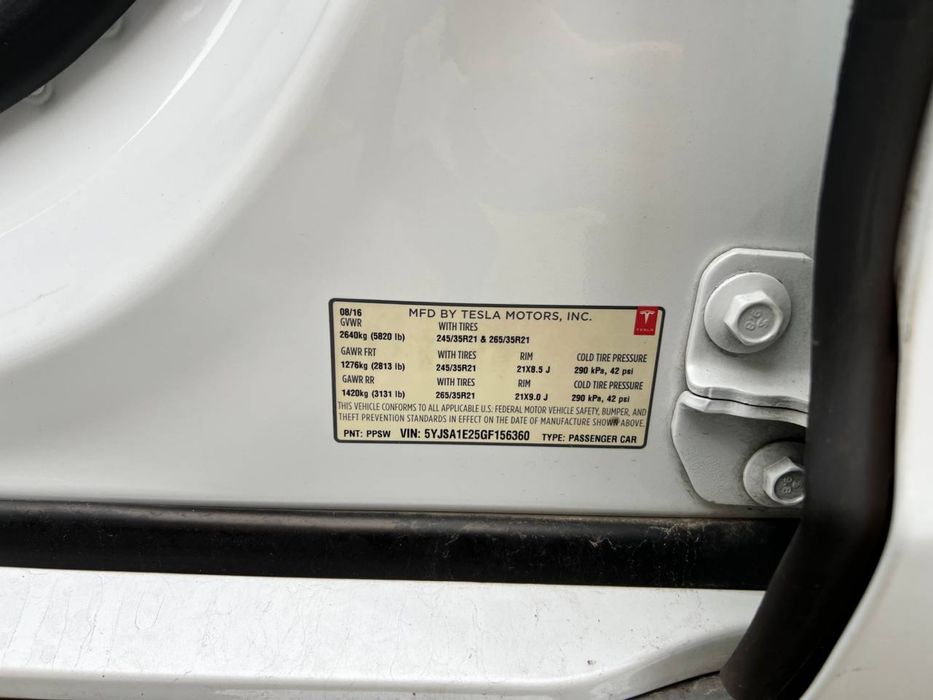 08/16 MFD BY TESLA MOTORS, INC.
GVWR WITH TIRES
2640kg (5820 lb) 245/35R21 & 265/35R21
TESLA
GAWR FRT WITH TIRES RIM COLD TIRE PRESSURE
1276kg (2813 lb) 245/35R21 21X8.5 J 290 kPa, 42 psi
GAWR RR WITH TIRES RIM COLD TIRE PRESSURE
1420kg (3131 lb) 265/35R21 21X9.0 J 290 kPa, 42 psi
THIS VEHICLE CONFORMS TO ALL APPLICABLE U.S. FEDERAL MOTOR VEHICLE SAFETY, BUMPER, AND
THEFT PREVENTION STANDARDS IN EFFECT ON THE DATE OF MANUFACTURE SHOWN ABOVE.
PNT: PPSW VIN: 5YJSA1E25GF156360 TYPE: PASSENGER CAR